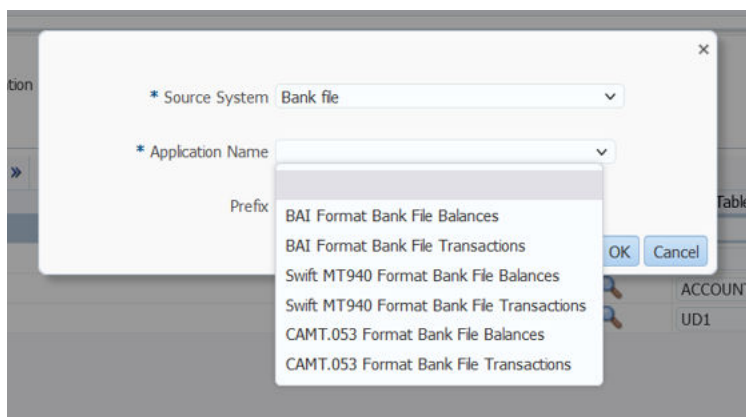 ×
tion
* Source System Bank file
* Application Name
»
Prefix
Table
BAI Format Bank File Balances
BAI Format Bank File Transactions
OK Cancel
Swift MT940 Format Bank File Balances
ACCOUNT
Swift MT940 Format Bank File Transactions
UD1
CAMT.053 Format Bank File Balances
CAMT.053 Format Bank File Transactions